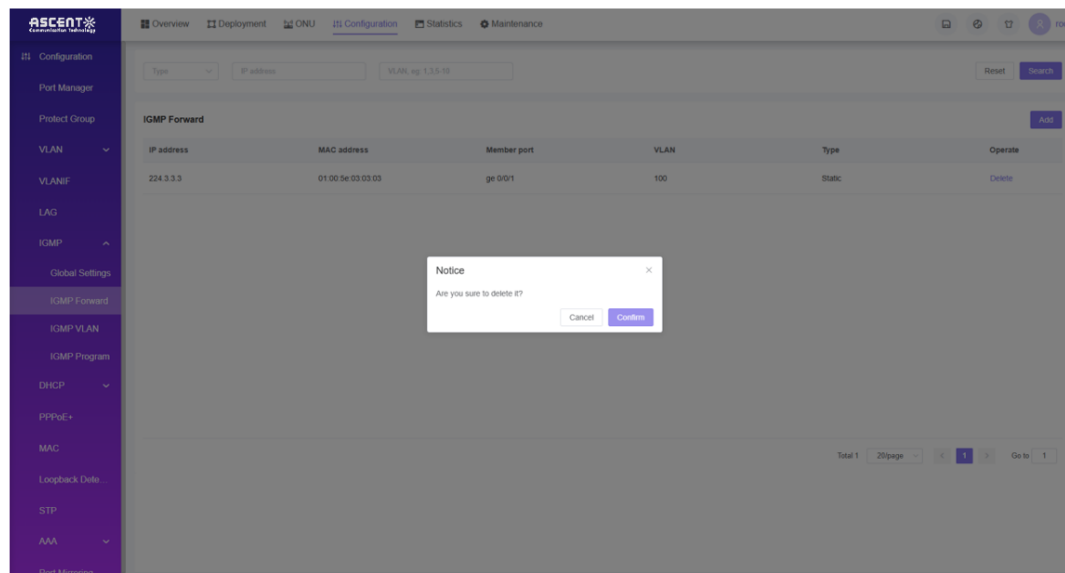 ASCENT
Communication Technology
Overview Deployment ONU Configuration Statistics Maintenance
Configuration
Port Manager
Protect Group
VLAN
VLANIF
LAG
IGMP
Global Settings
IGMP Forward
IGMP VLAN
IGMP Program
DHCP
PPPoE+
MAC
Loopback Dete...
STP
AAA
Port Mirroring
Type IP address VLAN, eg: 1,3,5-10 Reset Search
IGMP Forward Add
IP address MAC address Member port VLAN Type Operate
224.3.3.3 01:00:5e:03:03:03 ge 0/0/1 100 Static Delete
Notice
Are you sure to delete it?
Cancel Confirm
Total 1 20/page 1 Go to 1